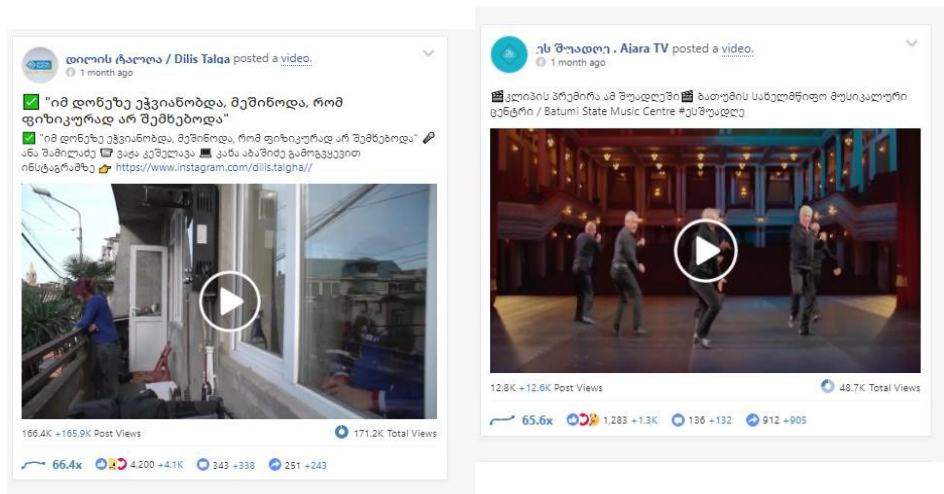 დილის ტალღა / Dilis Talga posted a video.
1 month ago
"იმ დონეზე ეჭვიანობდა, მეშინოდა, რომ
ფიზიკურად არ შემხებოდა"
"იმ დონეზე ეჭვიანობდა, მეშინოდა, რომ ფიზიკურად არ შემხებოდა"
ანა შამილაძე ვაჟა კეშელავა კახა აბაშიძე გამოგვყევით
ინსტაგრამზე https://www.instagram.com/dilis.talgha//
166.4K +165.9K Post Views
171.2K Total Views
66.4x 4,200 +4.1K 343 +338 251 +243
ეს შუადღე . Ajara TV posted a video.
1 month ago
კლიპის პრემიერა ამ შუადღეში ბათუმის სახელმწიფო მუსიკალური
ცენტრი / Batumi State Music Centre #ესშუადღე
12.8K +12.6K Post Views
48.7K Total Views
65.6x 1,283 +1.3K 136 +132 912 +905